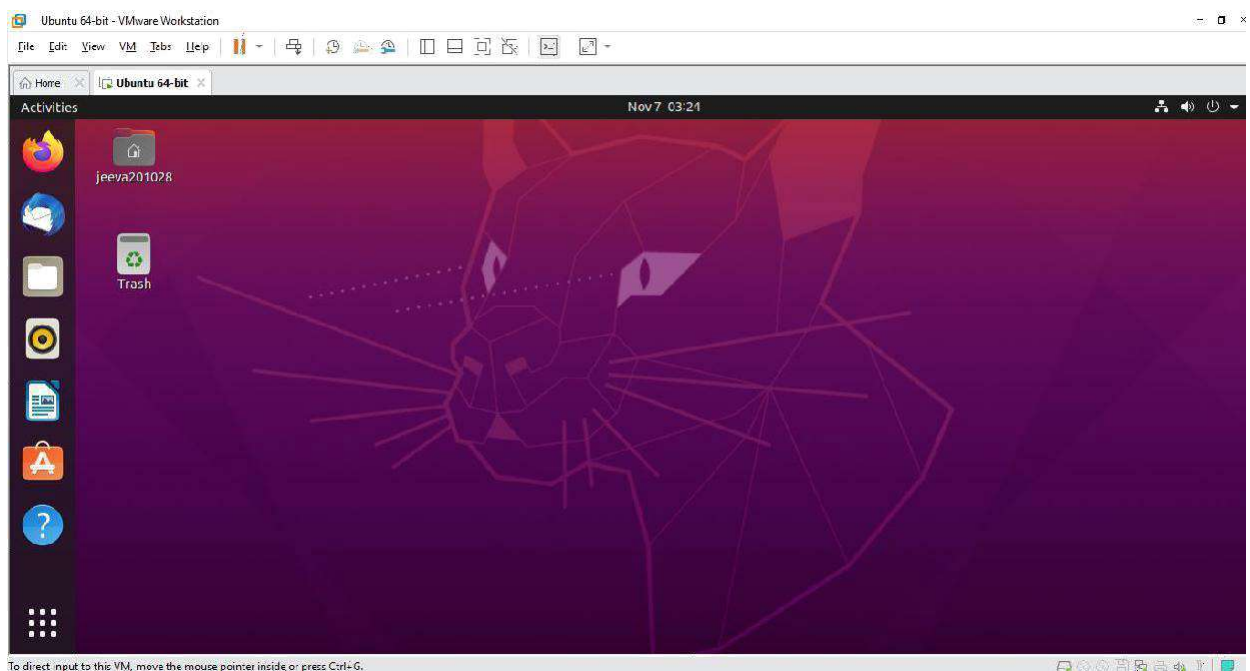 Ubuntu 64-bit - VMware Workstation
File Edit View VM Tabs Help
Home Ubuntu 64-bit
Activities Nov 7 03:21
jeeva201028
Trash
To direct input to this VM, move the mouse pointer inside or press Ctrl+G.